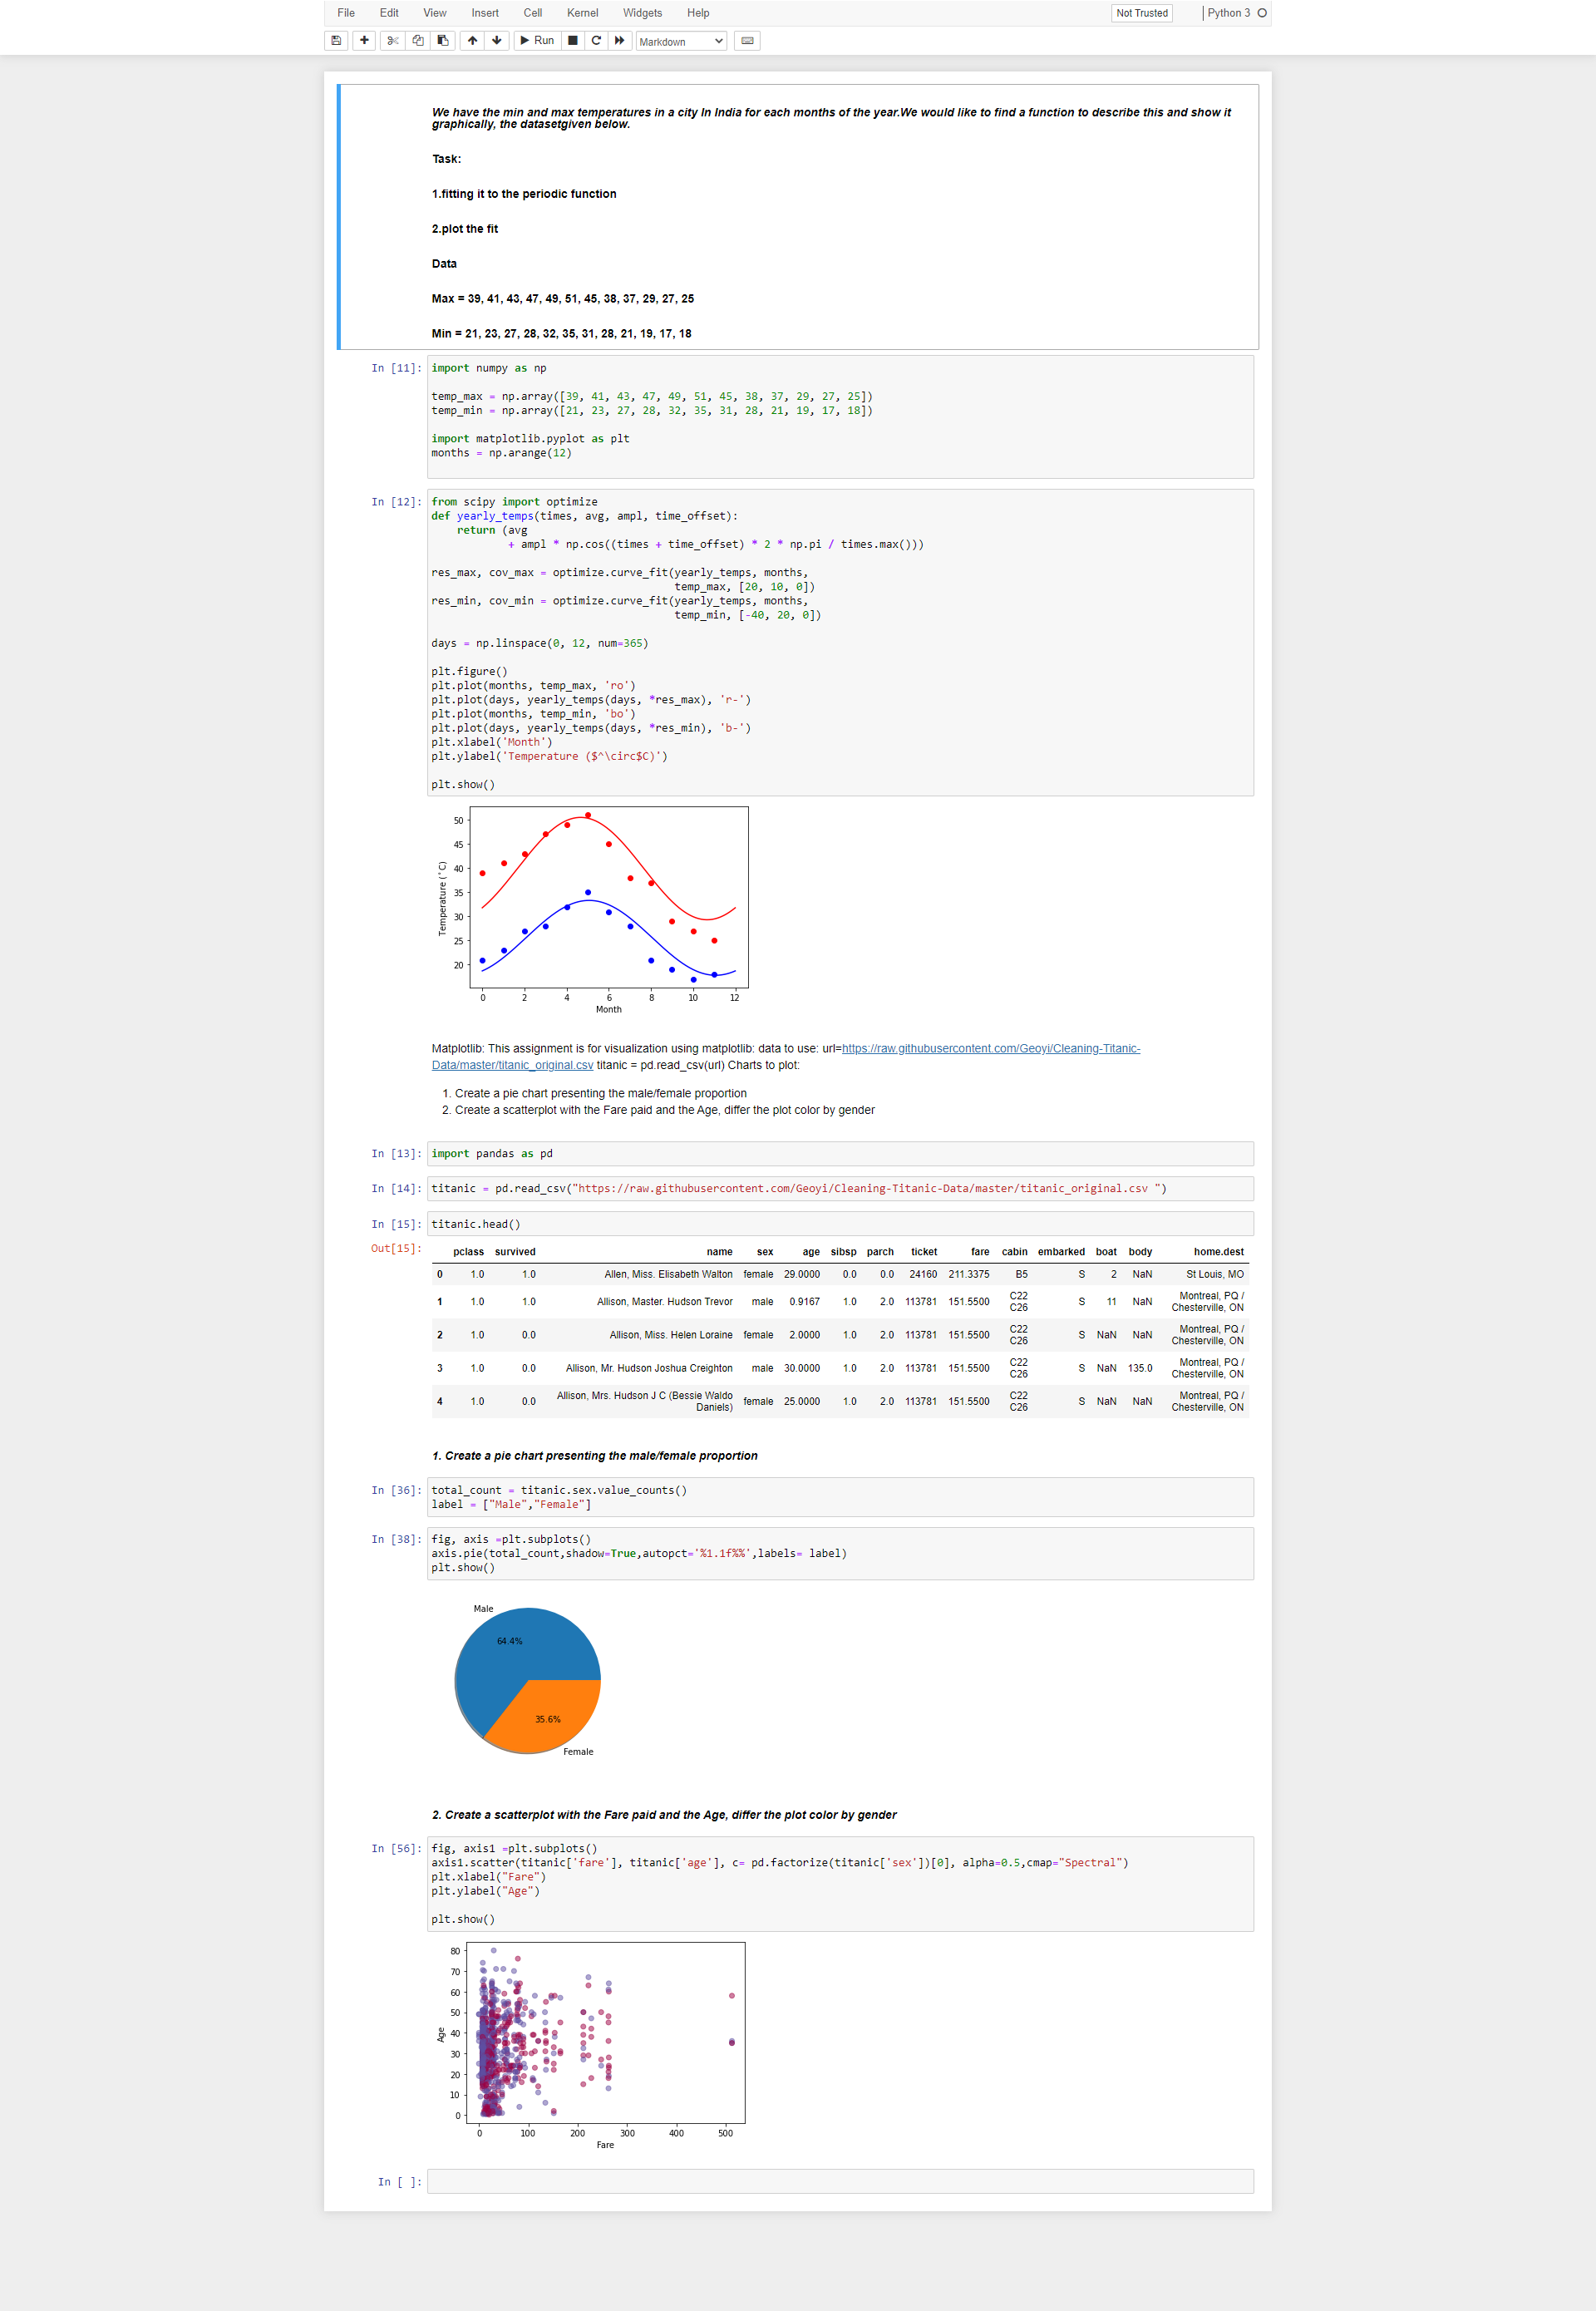 File Edit View Insert Cell Kernel Widgets Help Not Trusted Python 3
Run Markdown
We have the min and max temperatures in a city In India for each months of the year.We would like to find a function to describe this and show it
graphically, the datasetgiven below.
Task:
1.fitting it to the periodic function
2.plot the fit
Data
Max = 39, 41, 43, 47, 49, 51, 45, 38, 37, 29, 27, 25
Min = 21, 23, 27, 28, 32, 35, 31, 28, 21, 19, 17, 18
In [11]: import numpy as np
temp_max = np.array([39, 41, 43, 47, 49, 51, 45, 38, 37, 29, 27, 25])
temp_min = np.array([21, 23, 27, 28, 32, 35, 31, 28, 21, 19, 17, 18])
import matplotlib.pyplot as plt
months = np.arange(12)
In [12]: from scipy import optimize
def yearly_temps(times, avg, ampl, time_offset):
return (avg
+ ampl * np.cos((times + time_offset) * 2 * np.pi / times.max()))
res_max, cov_max = optimize.curve_fit(yearly_temps, months,
temp_max, [20, 10, 0])
res_min, cov_min = optimize.curve_fit(yearly_temps, months,
temp_min, [-40, 20, 0])
days = np.linspace(0, 12, num=365)
plt.figure()
plt.plot(months, temp_max, 'ro')
plt.plot(days, yearly_temps(days, *res_max), 'r-')
plt.plot(months, temp_min, 'bo')
plt.plot(days, yearly_temps(days, *res_min), 'b-')
plt.xlabel('Month')
plt.ylabel('Temperature ($^\circ$C)')
plt.show()
50
45
40
35
30
25
20
Temperature (°C)
0 2 4 6 8 10 12
Month
Matplotlib: This assignment is for visualization using matplotlib: data to use: url=https://raw.githubusercontent.com/Geoyi/Cleaning-Titanic-
Data/master/titanic_original.csv titanic = pd.read_csv(url) Charts to plot:
1. Create a pie chart presenting the male/female proportion
2. Create a scatterplot with the Fare paid and the Age, differ the plot color by gender
In [13]: import pandas as pd
In [14]: titanic = pd.read_csv("https://raw.githubusercontent.com/Geoyi/Cleaning-Titanic-Data/master/titanic_original.csv ")
In [15]: titanic.head()
Out[15]:
pclass survived name sex age sibsp parch ticket fare cabin embarked boat body home.dest
0 1.0 1.0 Allen, Miss. Elisabeth Walton female 29.0000 0.0 0.0 24160 211.3375 B5 S 2 NaN St Louis, MO
1 1.0 1.0 Allison, Master. Hudson Trevor male 0.9167 1.0 2.0 113781 151.5500 C22 C26 S 11 NaN Montreal, PQ / Chesterville, ON
2 1.0 0.0 Allison, Miss. Helen Loraine female 2.0000 1.0 2.0 113781 151.5500 C22 C26 S NaN NaN Montreal, PQ / Chesterville, ON
3 1.0 0.0 Allison, Mr. Hudson Joshua Creighton male 30.0000 1.0 2.0 113781 151.5500 C22 C26 S NaN 135.0 Montreal, PQ / Chesterville, ON
4 1.0 0.0 Allison, Mrs. Hudson J C (Bessie Waldo Daniels) female 25.0000 1.0 2.0 113781 151.5500 C22 C26 S NaN NaN Montreal, PQ / Chesterville, ON
1. Create a pie chart presenting the male/female proportion
In [36]: total_count = titanic.sex.value_counts()
label = ["Male","Female"]
In [38]: fig, axis =plt.subplots()
axis.pie(total_count,shadow=True,autopct='%1.1f%%',labels= label)
plt.show()
Male
64.4%
35.6%
Female
2. Create a scatterplot with the Fare paid and the Age, differ the plot color by gender
In [56]: fig, axis1 =plt.subplots()
axis1.scatter(titanic['fare'], titanic['age'], c= pd.factorize(titanic['sex'])[0], alpha=0.5,cmap="Spectral")
plt.xlabel("Fare")
plt.ylabel("Age")
plt.show()
80
70
60
50
40
30
20
10
0
Age
0 100 200 300 400 500
Fare
In [ ]: